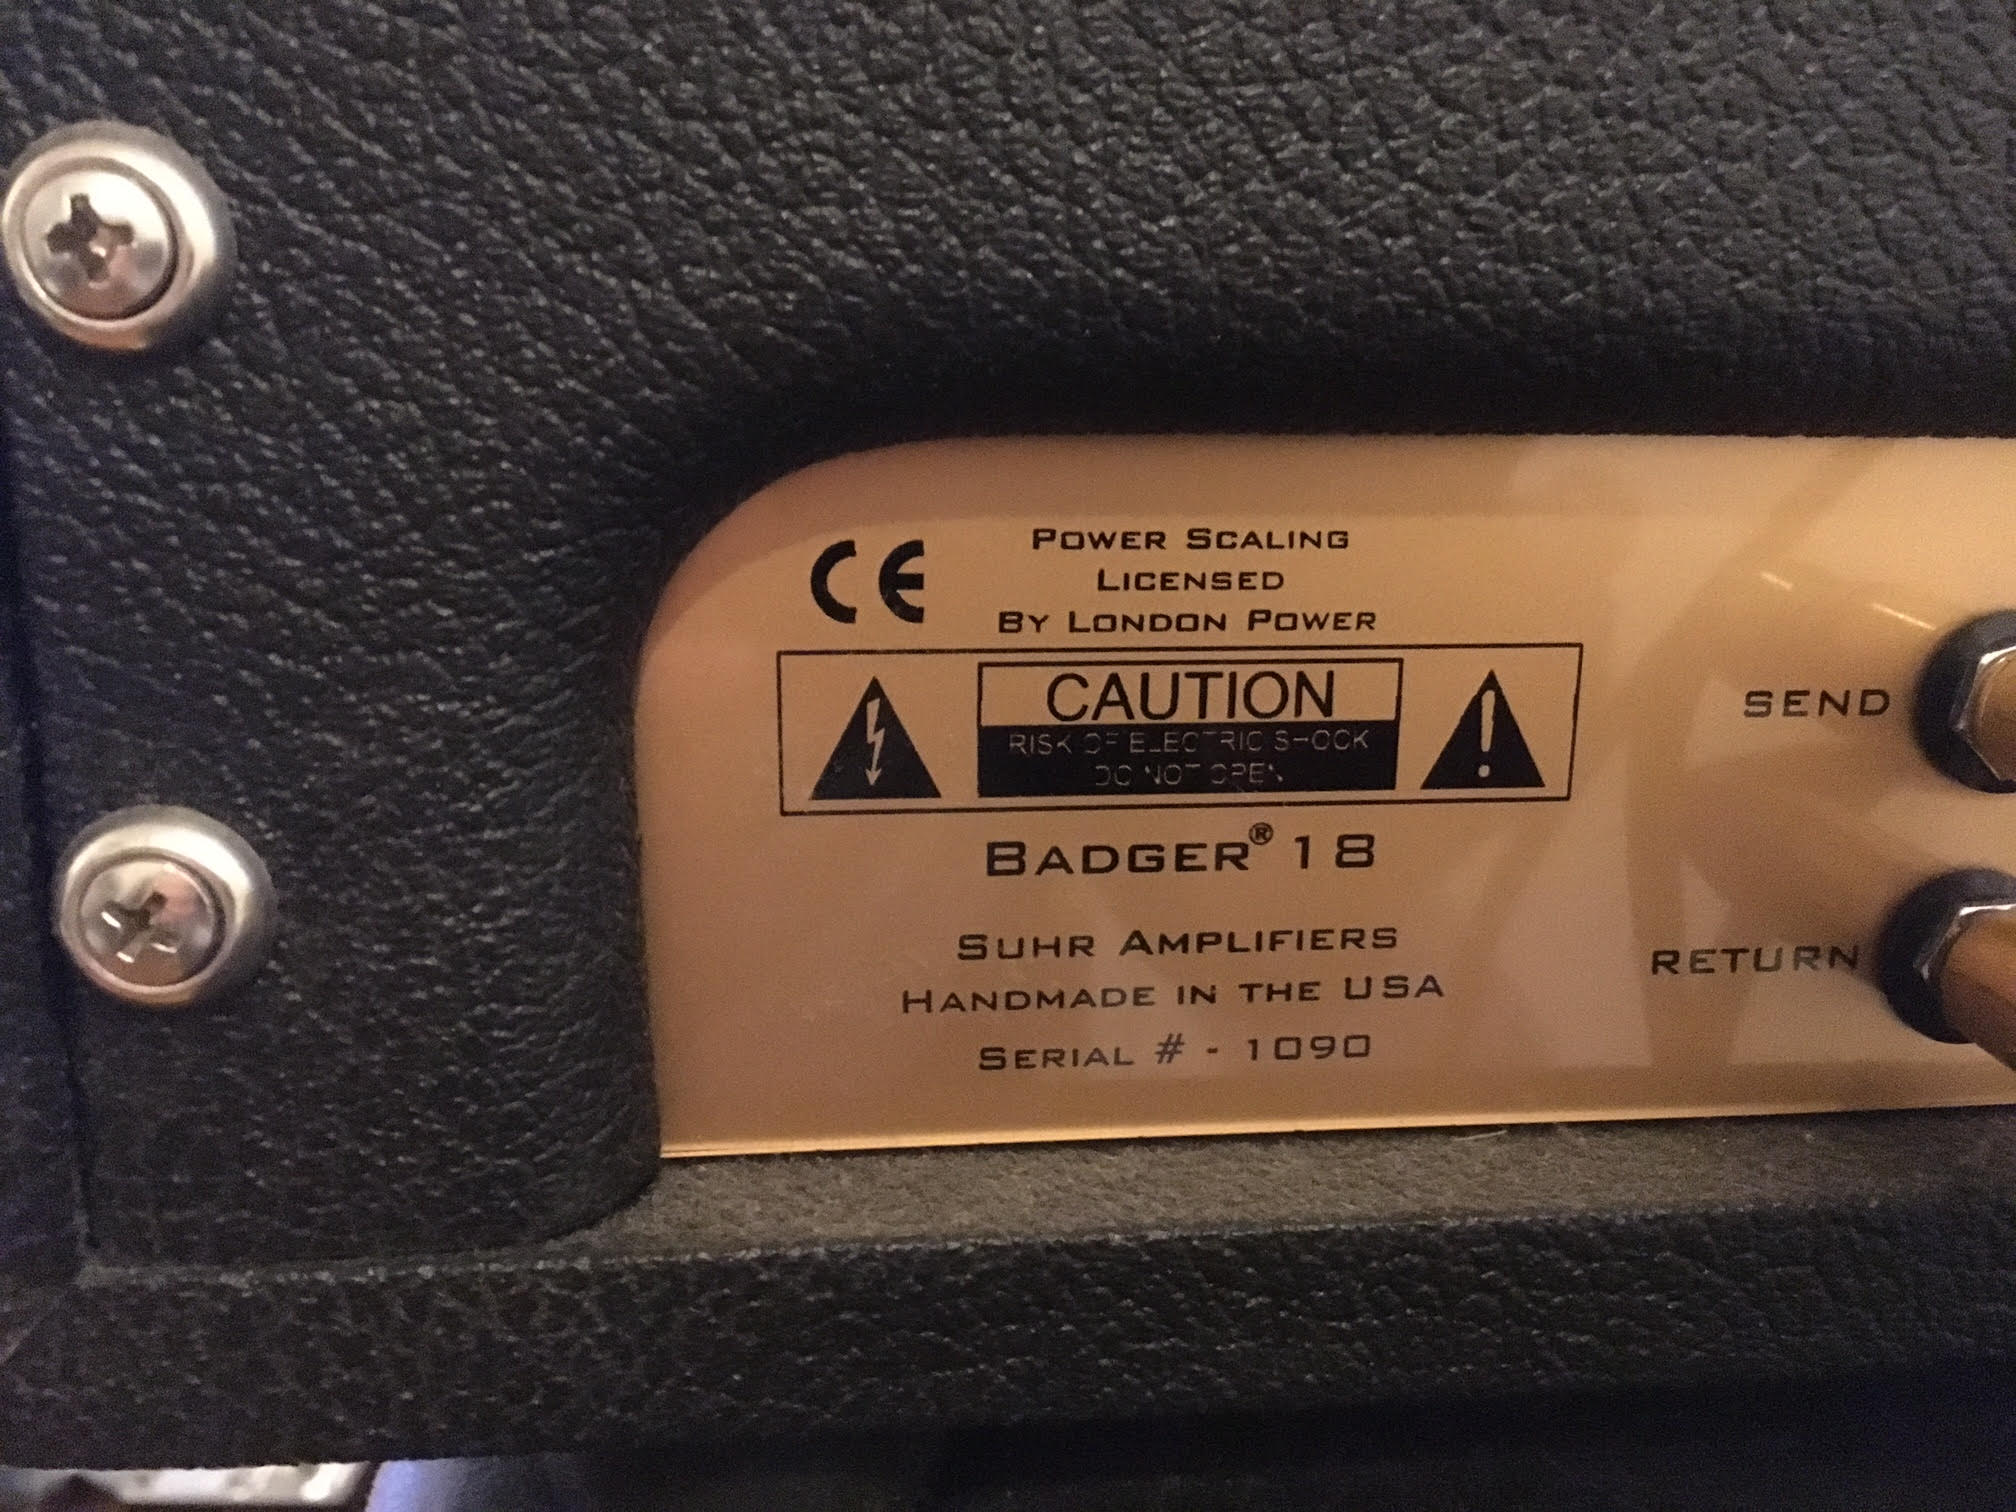 CE
POWER SCALING
LICENSED
BY LONDON POWER
CAUTION
RISK OF ELECTRIC SHOCK
DO NOT OPEN
BADGER® 18
SUHR AMPLIFIERS
HANDMADE IN THE USA
SERIAL # - 1090
SEND
RETURN